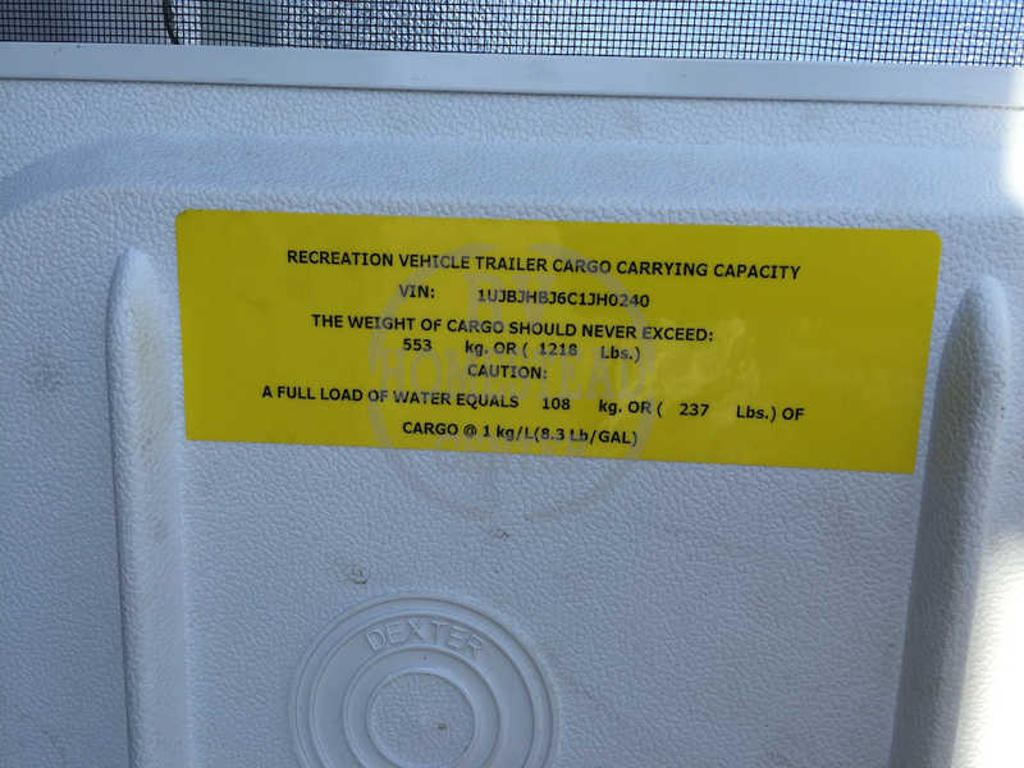 RECREATION VEHICLE TRAILER CARGO CARRYING CAPACITY
VIN: 1UJBJHBJ6C1JH0240
THE WEIGHT OF CARGO SHOULD NEVER EXCEED:
553 kg. OR ( 1218 Lbs.)
CAUTION:
A FULL LOAD OF WATER EQUALS 108 kg. OR ( 237 Lbs.) OF
CARGO @ 1 kg/L(8.3 Lb/GAL)
HOMESTEAD
DEXTER